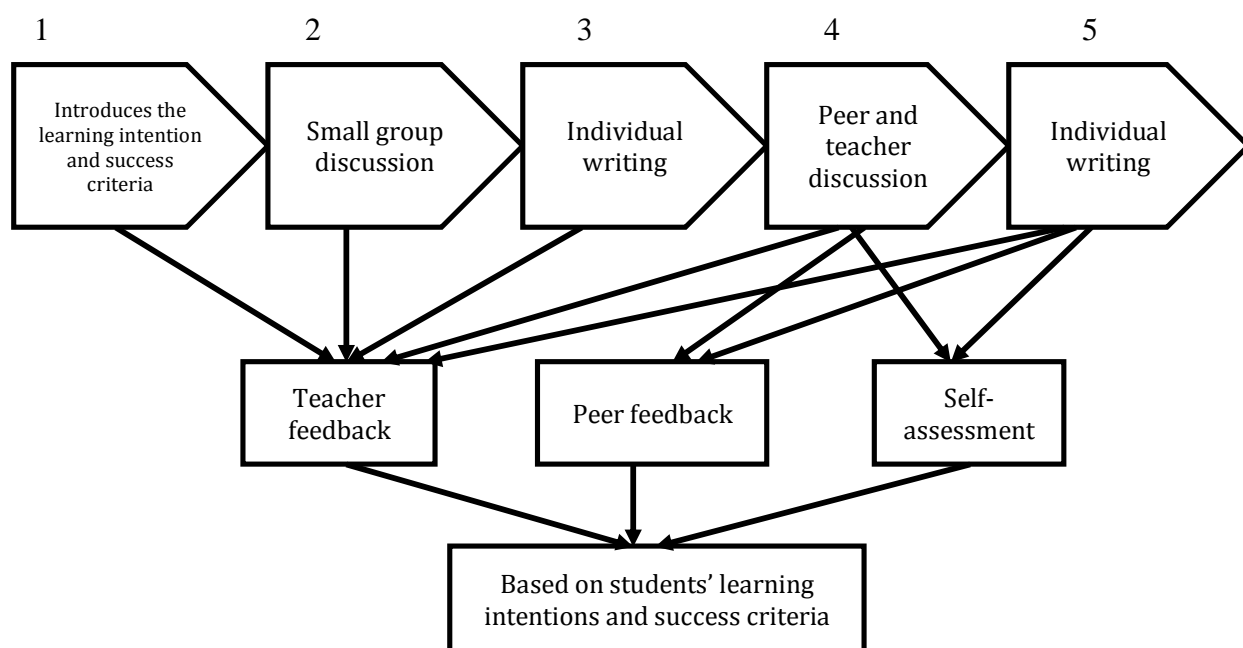 1
2
3
4
5
Introduces the
learning intention
and success
criteria
Small group
discussion
Individual
writing
Peer and
teacher
discussion
Individual
writing
Teacher
feedback
Peer feedback
Self-
assessment
Based on students’ learning
intentions and success criteria